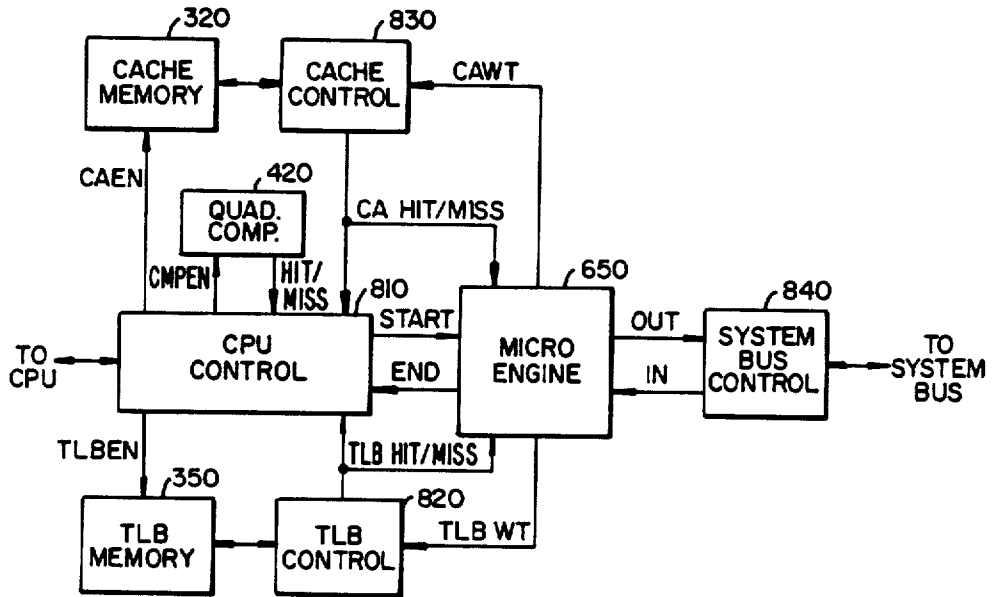 320
CACHE
MEMORY
830
CACHE
CONTROL
CAWT
CAEN
420
QUAD.
COMP.
CA HIT/MISS
CMPEN
HIT/
MISS
810
TO
CPU
CPU
CONTROL
START
END
650
MICRO
ENGINE
OUT
IN
840
SYSTEM
BUS
CONTROL
TO
SYSTEM
BUS
TLBEN
TLB HIT/MISS
350
TLB
MEMORY
820
TLB
CONTROL
TLB WT